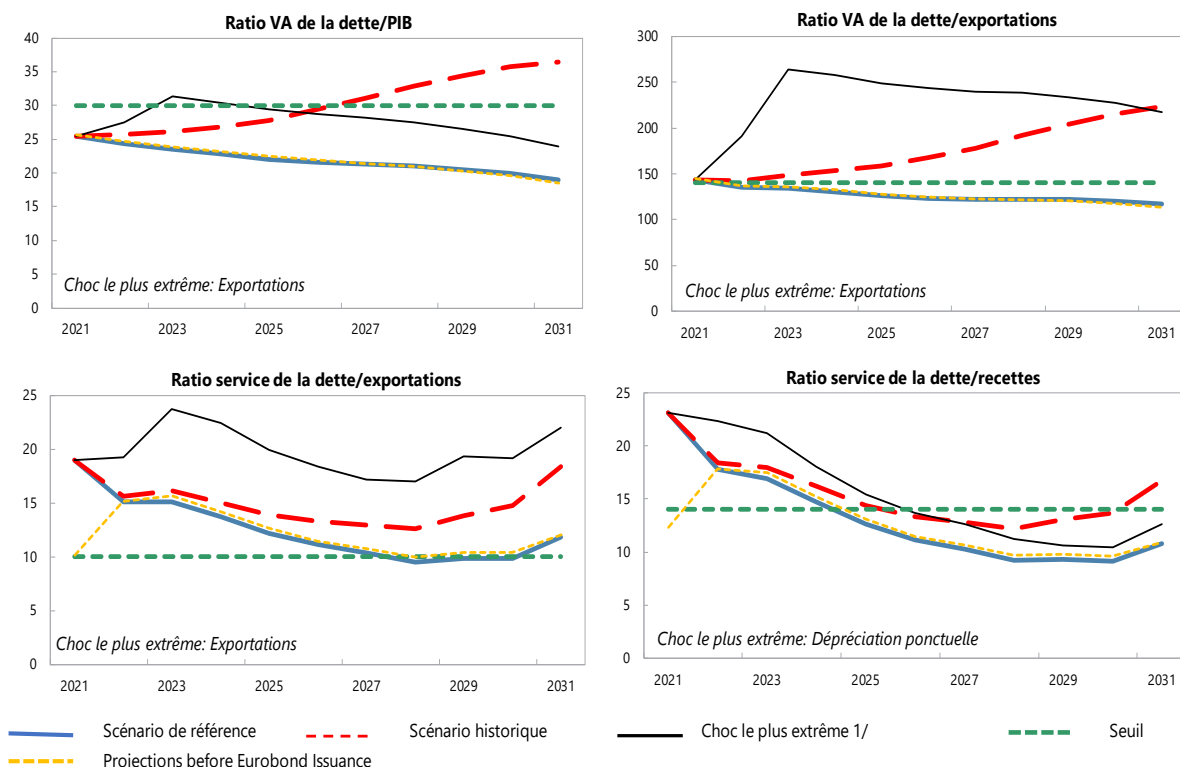 Ratio VA de la dette/PIB
40
35
30
25
20
15
10
5
0
Choc le plus extrême: Exportations
2021 2023 2025 2027 2029 2031
Ratio VA de la dette/exportations
300
250
200
150
100
50
0
Choc le plus extrême: Exportations
2021 2023 2025 2027 2029 2031
Ratio service de la dette/exportations
25
20
15
10
5
0
Choc le plus extrême: Exportations
2021 2023 2025 2027 2029 2031
Ratio service de la dette/recettes
25
20
15
10
5
0
Choc le plus extrême: Dépréciation ponctuelle
2021 2023 2025 2027 2029 2031
Scénario de référence Scénario historique Choc le plus extrême 1/ Seuil
Projections before Eurobond Issuance